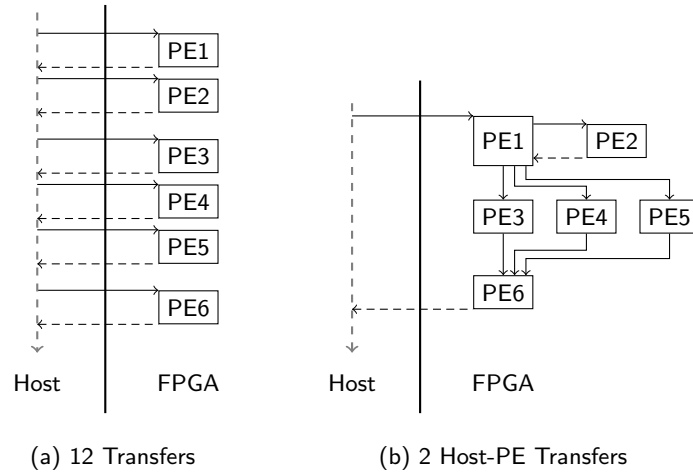 PE1
PE2
PE3
PE4
PE5
PE6
Host FPGA
(a) 12 Transfers
PE1 PE2
PE3 PE4 PE5
PE6
Host FPGA
(b) 2 Host-PE Transfers